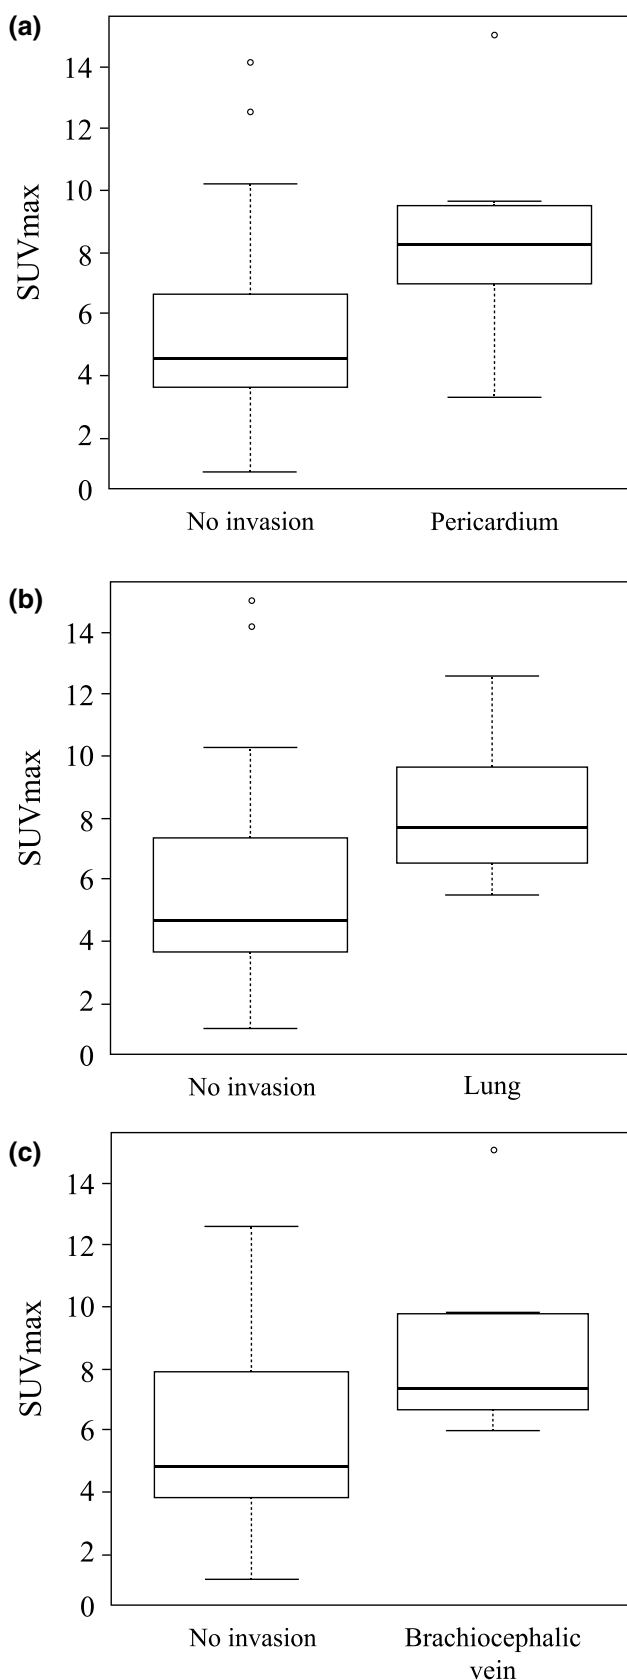 (a)
14
12
10
8
6
4
2
0
SUVmax
No invasion Pericardium
(b)
14
12
10
8
6
4
2
0
SUVmax
No invasion Lung
(c)
14
12
10
8
6
4
2
0
SUVmax
No invasion Brachiocephalic
vein